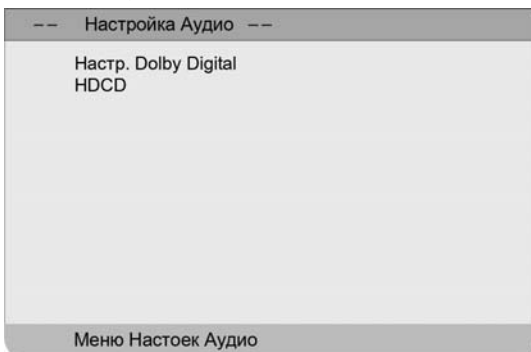 –– Настройка Аудио ––
Настр. Dolby Digital
HDCD
Меню Настоек Аудио